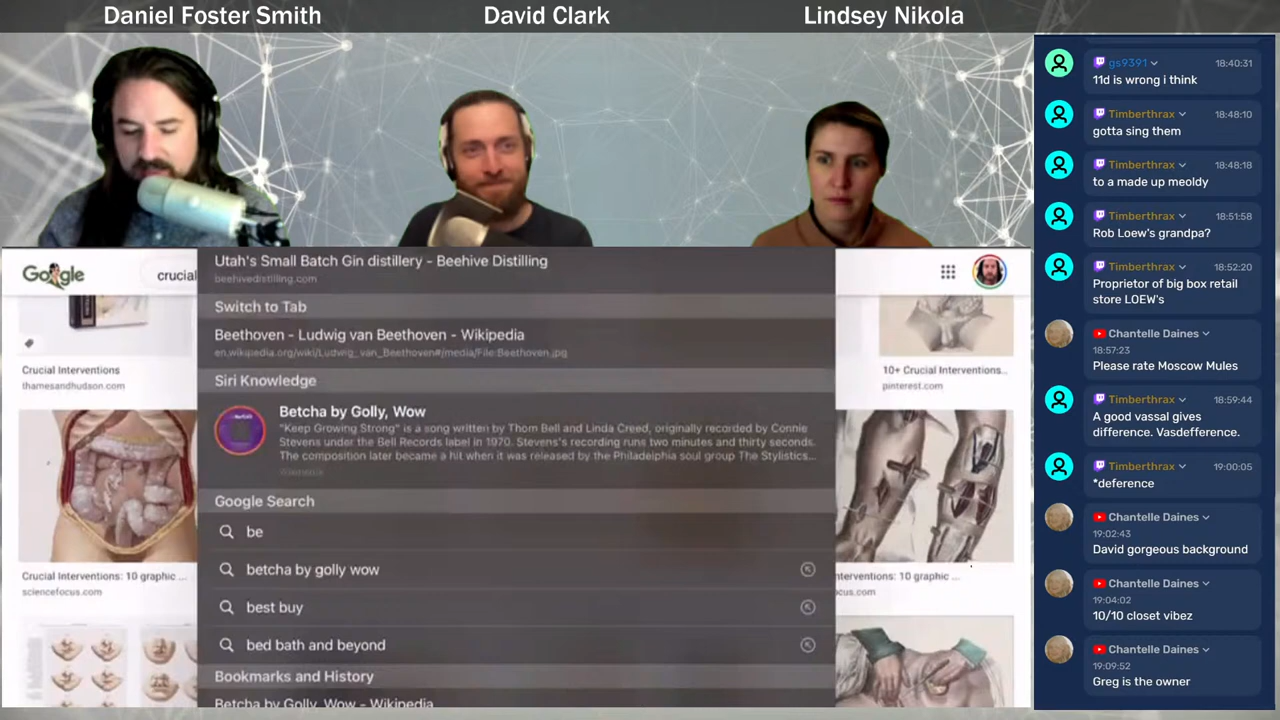 Daniel Foster Smith
David Clark
Lindsey Nikola
Google
crucial
Crucial Interventions
thamesandhudson.com
Crucial Interventions: 10 graphic ...
sciencefocus.com
Utah's Small Batch Gin distillery - Beehive Distilling
beehivedistilling.com
Switch to Tab
Beethoven - Ludwig van Beethoven - Wikipedia
en.wikipedia.org/wiki/Ludwig_van_Beethoven#/media/File:Beethoven.jpg
Siri Knowledge
Betcha by Golly, Wow
"Keep Growing Strong" is a song written by Thom Bell and Linda Creed, originally recorded by Connie
Stevens under the Bell Records label in 1970. Stevens's recording runs two minutes and thirty seconds.
The composition later became a hit when it was released by the Philadelphia soul group The Stylistics...
Wikipedia
Google Search
be
betcha by golly wow
best buy
bed bath and beyond
Bookmarks and History
Betcha by Golly, Wow - Wikipedia
10+ Crucial Interventions...
pinterest.com
nterventions: 10 graphic ...
cus.com
gs9391 18:40:31
11d is wrong i think
Timberthrax 18:48:10
gotta sing them
Timberthrax 18:48:18
to a made up meoldy
Timberthrax 18:51:58
Rob Loew's grandpa?
Timberthrax 18:52:20
Proprietor of big box retail
store LOEW's
Chantelle Daines
18:57:23
Please rate Moscow Mules
Timberthrax 18:59:44
A good vassal gives
difference. Vasdefference.
Timberthrax 19:00:05
*deference
Chantelle Daines
19:02:43
David gorgeous background
Chantelle Daines
19:04:02
10/10 closet vibez
Chantelle Daines
19:09:52
Greg is the owner